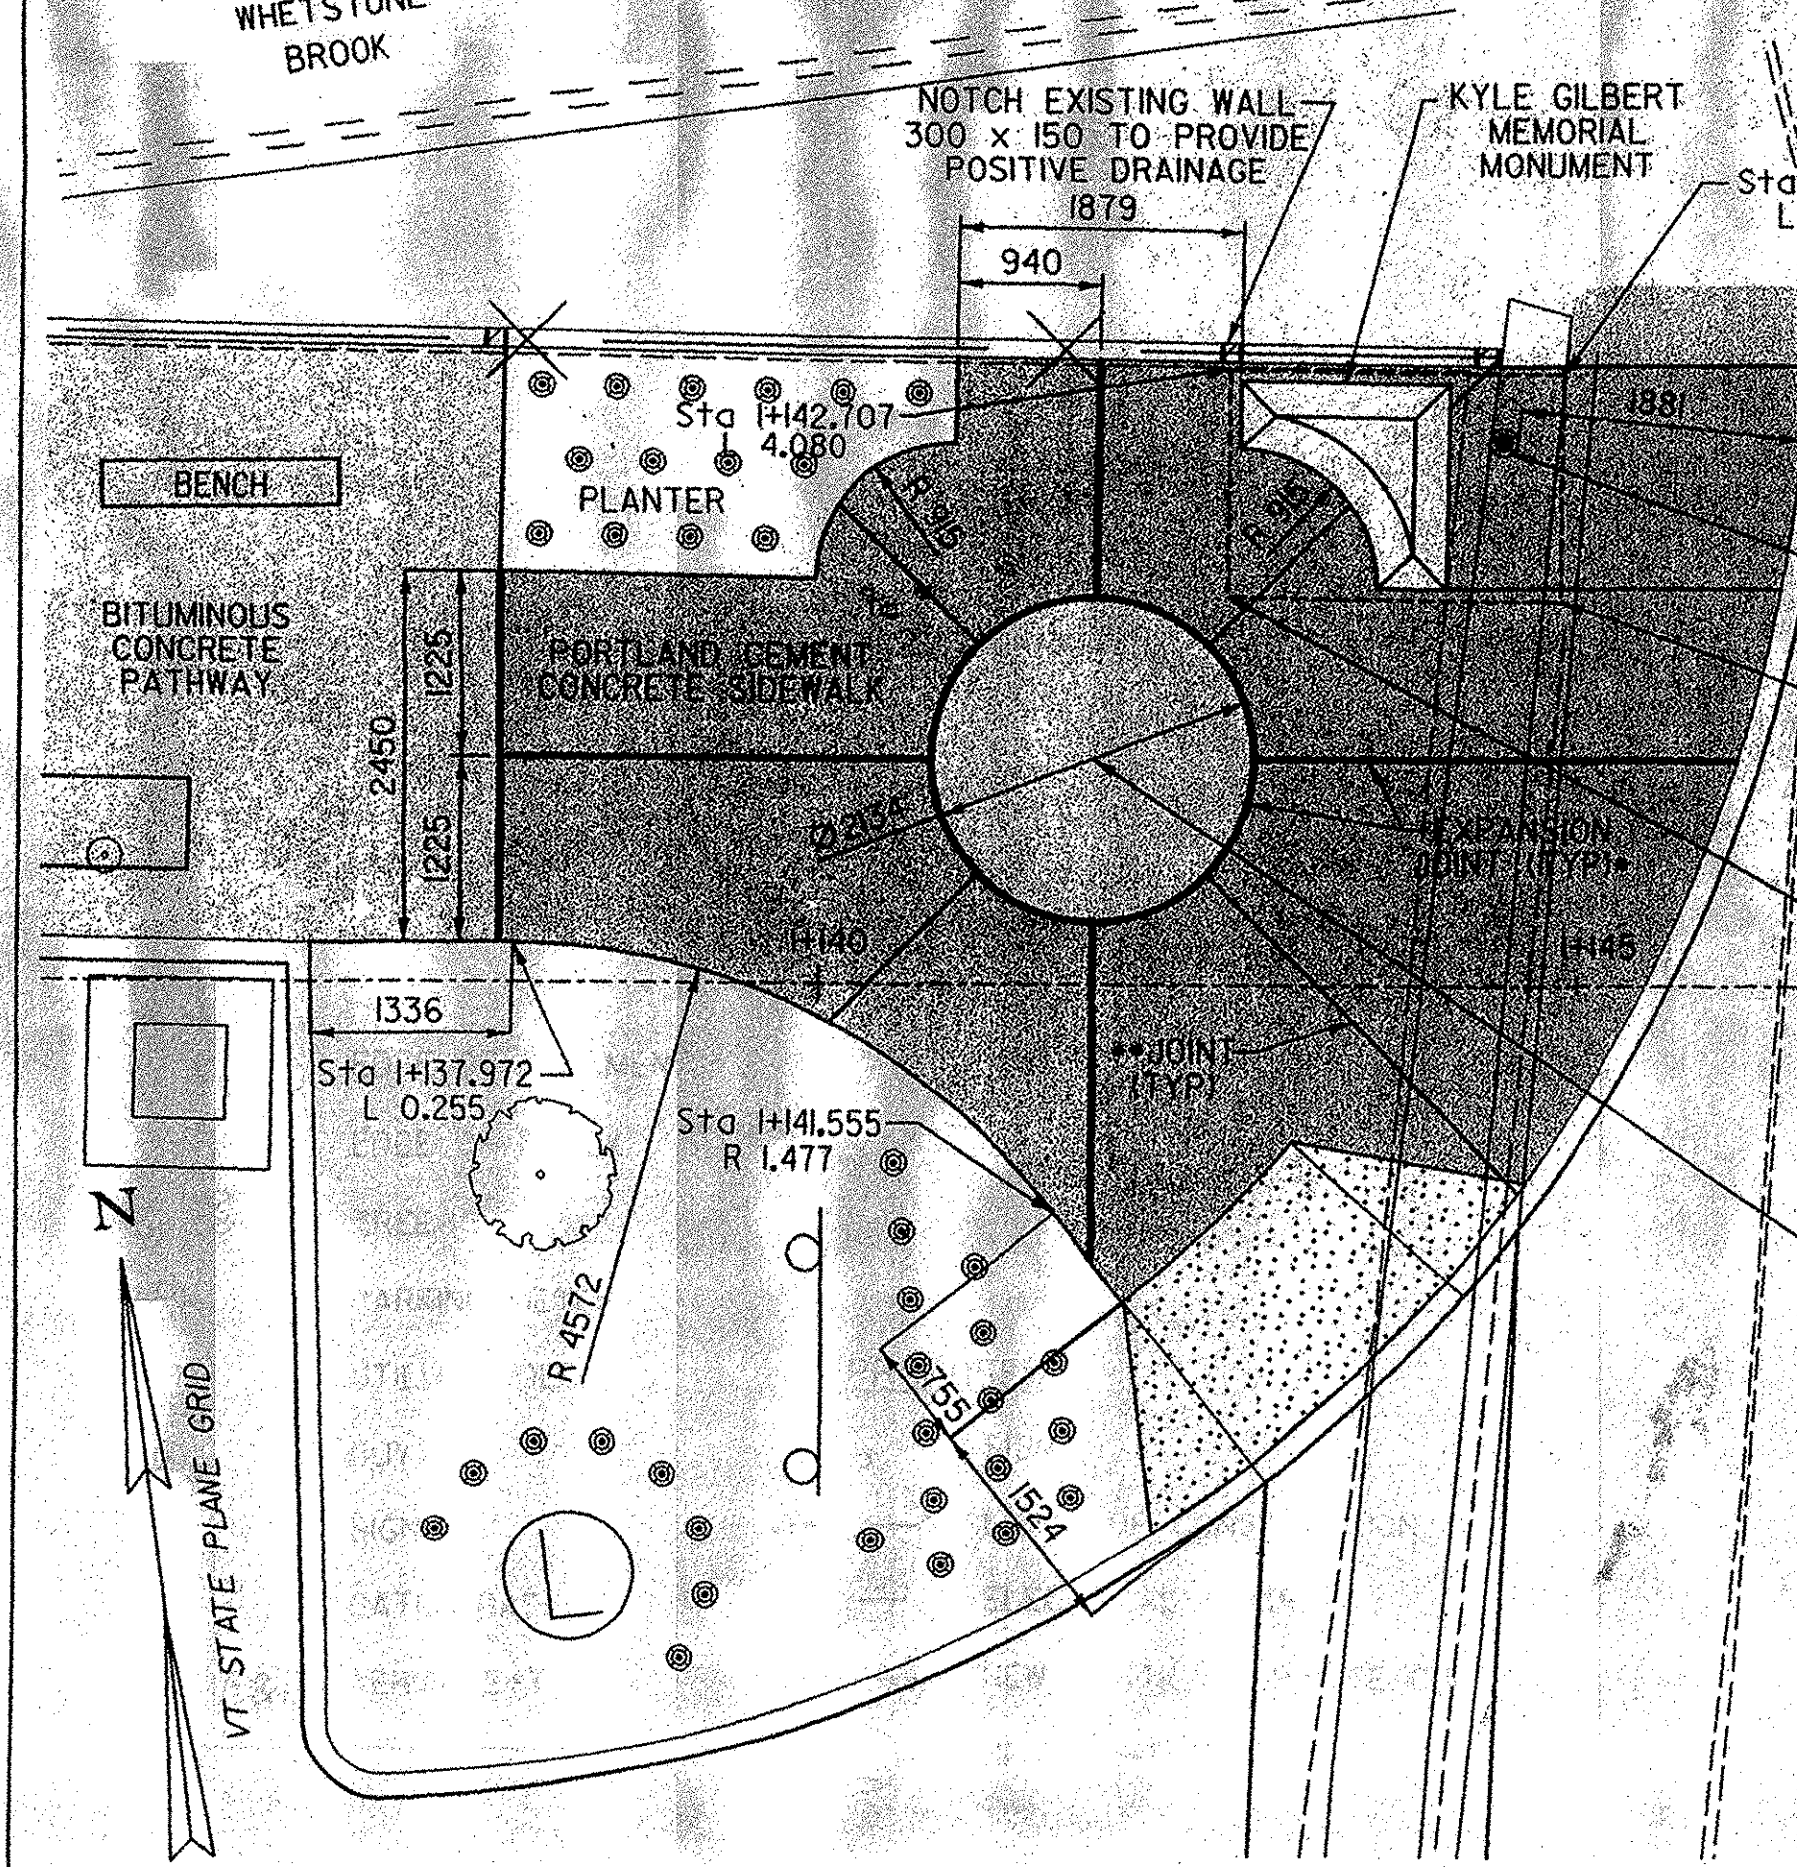 WHETSTONE
BROOK
NOTCH EXISTING WALL
300 x 150 TO PROVIDE
POSITIVE DRAINAGE
KYLE GILBERT
MEMORIAL
MONUMENT
Sta
L
1879
940
Sta 1+142.707
L 4.080
1881
BENCH
PLANTER
R 915
R 915
BITUMINOUS
CONCRETE
PATHWAY
1225
2450
1225
PORTLAND CEMENT
CONCRETE SIDEWALK
Ø 2134
EXPANSION
JOINT (TYP)*
1+140
1+145
1336
Sta 1+137.972
L 0.255
**JOINT
(TYP)
Sta 1+141.555
R 1.477
N
R 4572
755
1524
VT STATE PLANE GRID
L